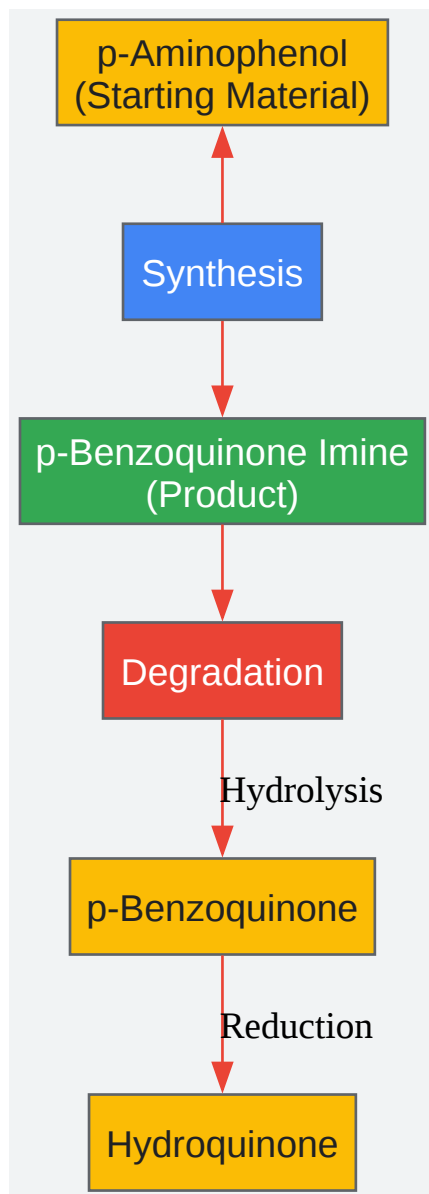 p-Aminophenol
(Starting Material)
Synthesis
p-Benzoquinone Imine
(Product)
Degradation
Hydrolysis
p-Benzoquinone
Reduction
Hydroquinone